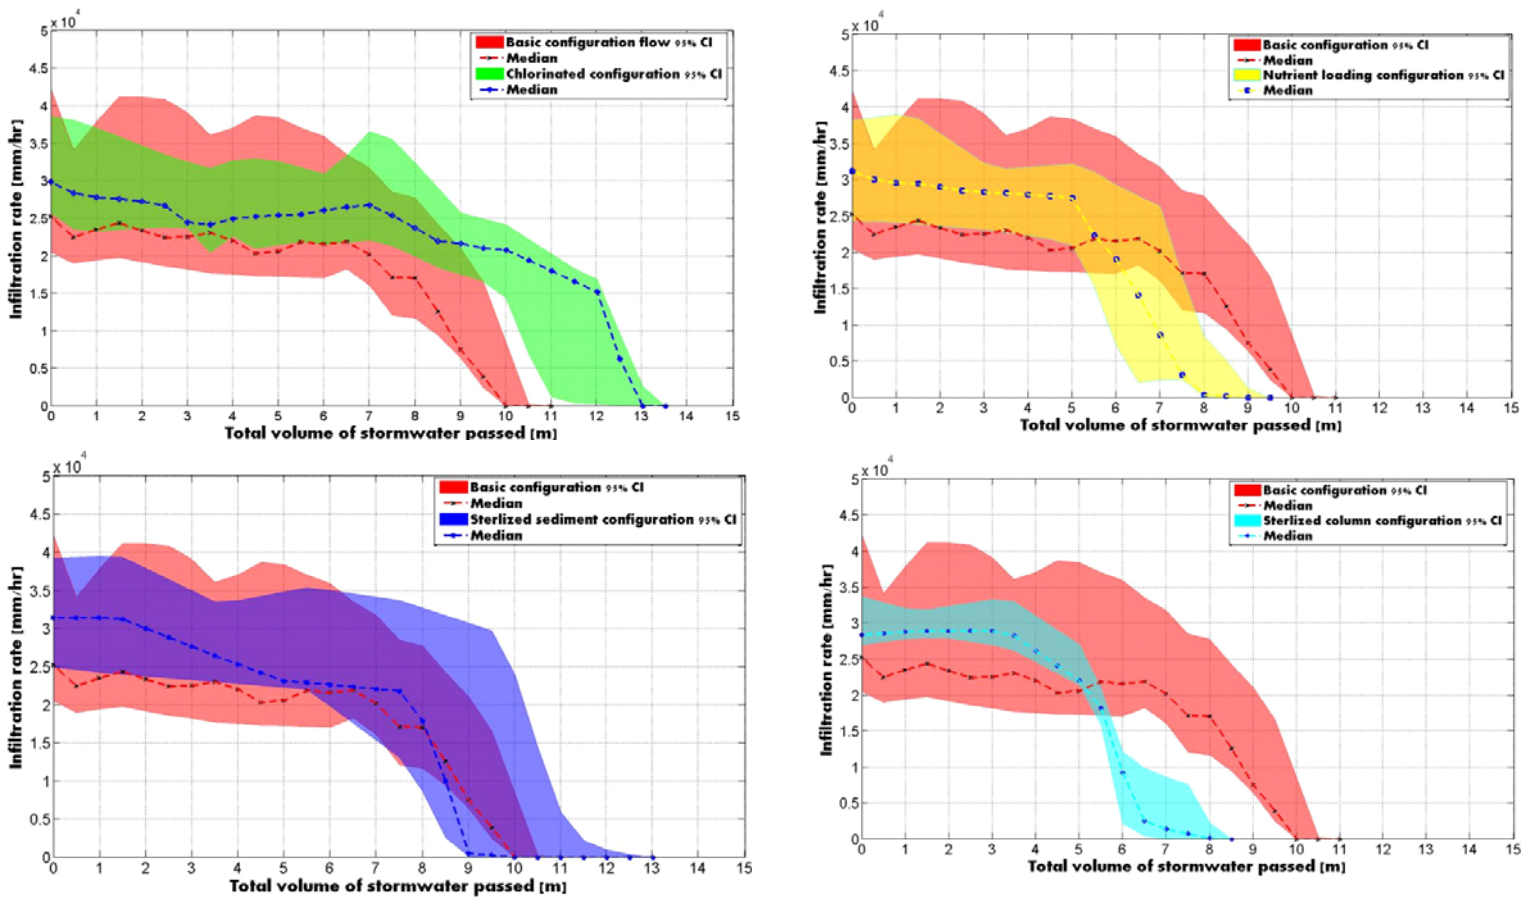 5 x 10 4
4.5
4
3.5
3
2.5
2
1.5
1
0.5
0
0 1 2 3 4 5 6 7 8 9 10 11 12 13 14 15
Infiltration rate [mm/hr]
Total volume of stormwater passed [m]
Basic configuration flow 95% CI
Median
Chlorinated configuration 95% CI
Median
5 x 10 4
4.5
4
3.5
3
2.5
2
1.5
1
0.5
0
0 1 2 3 4 5 6 7 8 9 10 11 12 13 14 15
Infiltration rate [mm/hr]
Total volume of stormwater passed [m]
Basic configuration 95% CI
Median
Nutrient loading configuration 95% CI
Median
5 x 10 4
4.5
4
3.5
3
2.5
2
1.5
1
0.5
0
0 1 2 3 4 5 6 7 8 9 10 11 12 13 14 15
Infiltration rate [mm/hr]
Total volume of stormwater passed [m]
Basic configuration 95% CI
Median
Sterlized sediment configuration 95% CI
Median
5 x 10 4
4.5
4
3.5
3
2.5
2
1.5
1
0.5
0
0 1 2 3 4 5 6 7 8 9 10 11 12 13 14 15
Infiltration rate [mm/hr]
Total volume of stormwater passed [m]
Basic configuration 95% CI
Median
Sterlized column configuration 95% CI
Median